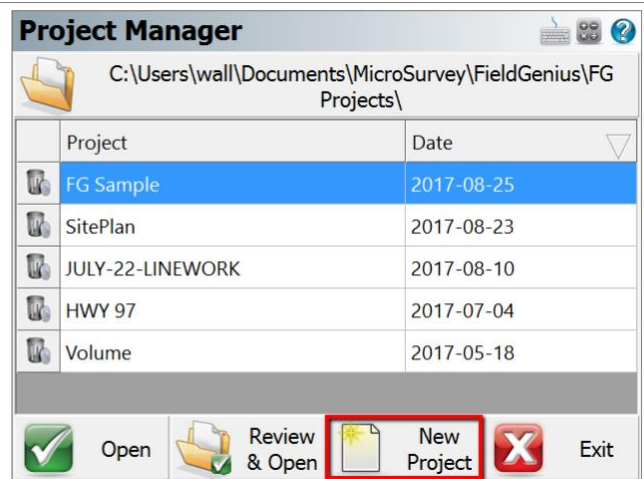 Project Manager
C:\Users\wall\Documents\MicroSurvey\FieldGenius\FG
Projects\
Project Date
FG Sample 2017-08-25
SitePlan 2017-08-23
JULY-22-LINEWORK 2017-08-10
HWY 97 2017-07-04
Volume 2017-05-18
Open
Review
& Open
New
Project
Exit